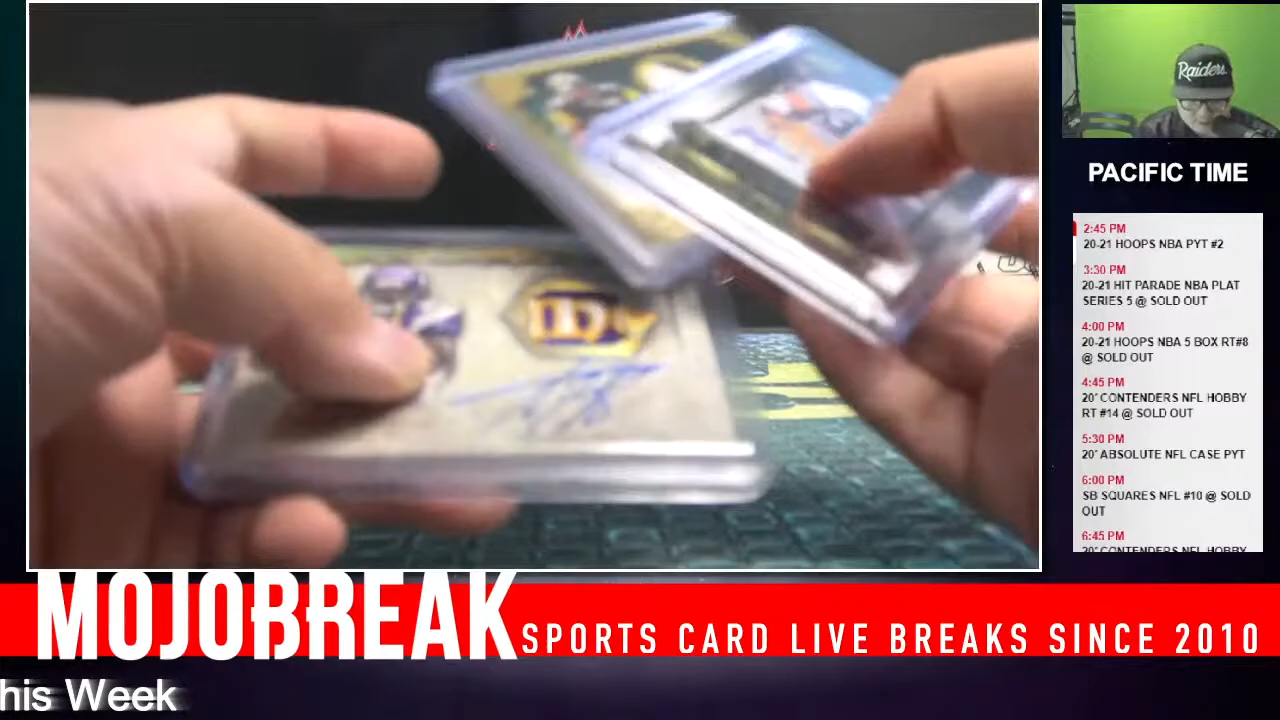 Raiders
PACIFIC TIME
2:45 PM
20-21 HOOPS NBA PYT #2
3:30 PM
20-21 HIT PARADE NBA PLAT
SERIES 5 @ SOLD OUT
4:00 PM
20-21 HOOPS NBA 5 BOX RT#8
@ SOLD OUT
4:45 PM
20' CONTENDERS NFL HOBBY
RT #14 @ SOLD OUT
5:30 PM
20' ABSOLUTE NFL CASE PYT
6:00 PM
SB SQUARES NFL #10 @ SOLD
OUT
6:45 PM
20' CONTENDERS NFL HOBBY
MOJOBREAK
SPORTS CARD LIVE BREAKS SINCE 2010
his Week